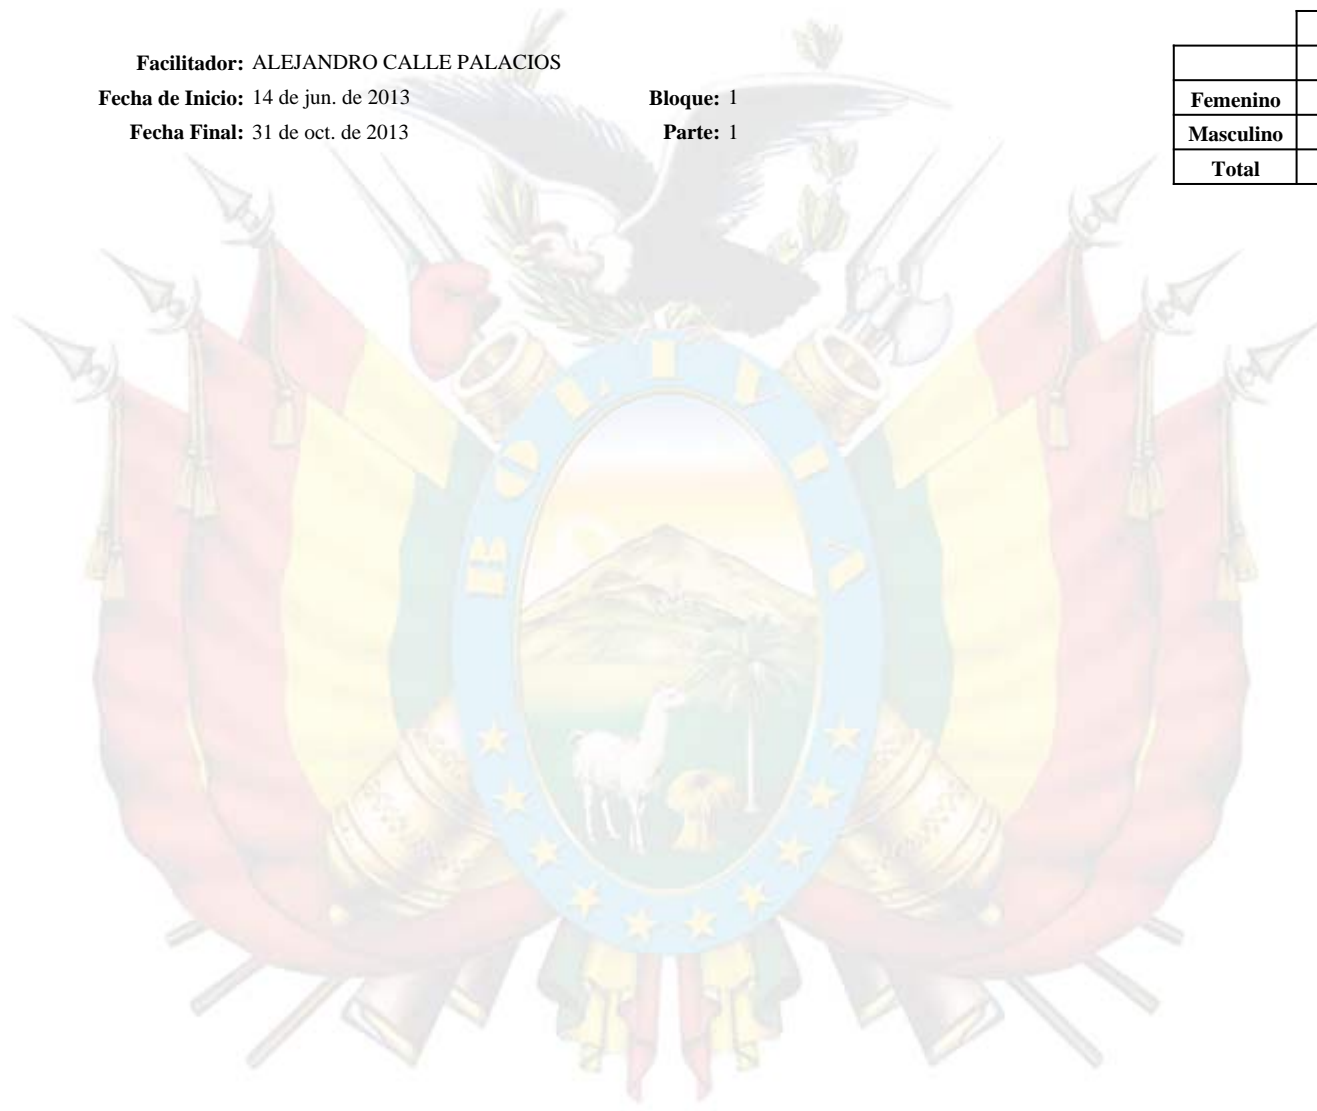 Facilitador: ALEJANDRO CALLE PALACIOS
Fecha de Inicio: 14 de jun. de 2013 Bloque: 1
Fecha Final: 31 de oct. de 2013 Parte: 1
Femenino
Masculino
Total
BOLIVIA